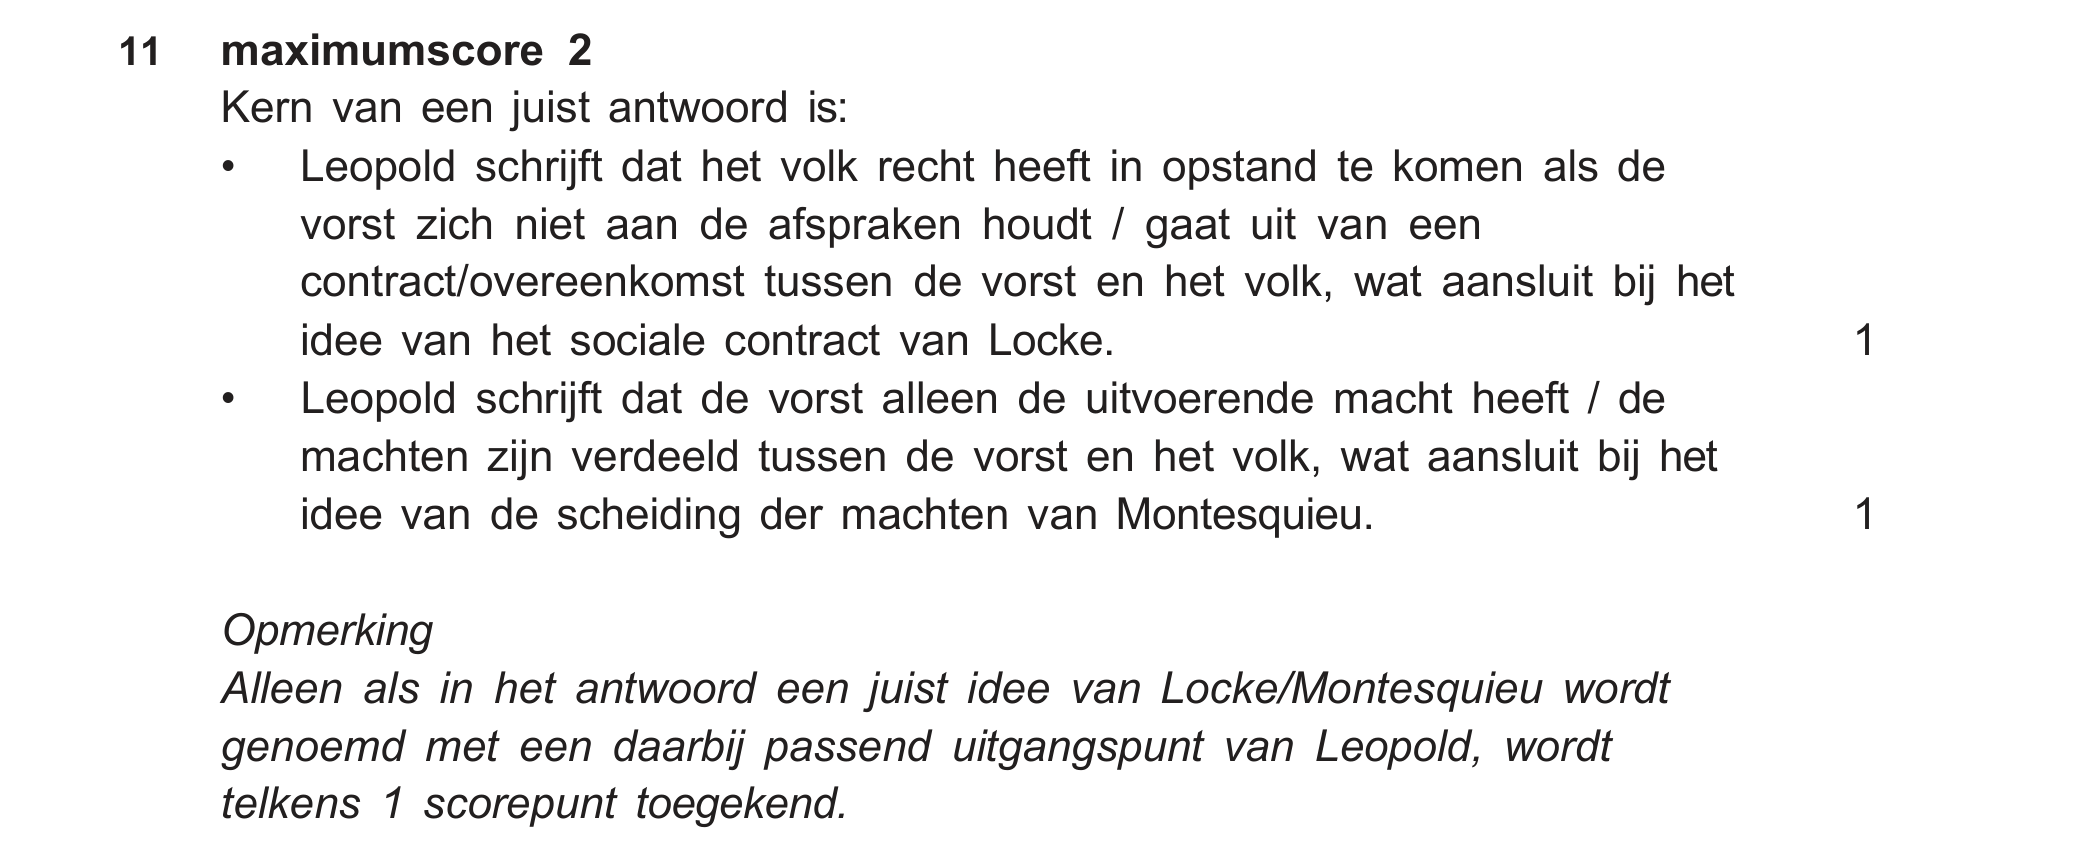 11 maximumscore 2
Kern van een juist antwoord is:
• Leopold schrijft dat het volk recht heeft in opstand te komen als de
vorst zich niet aan de afspraken houdt / gaat uit van een
contract/overeenkomst tussen de vorst en het volk, wat aansluit bij het
idee van het sociale contract van Locke. 1
• Leopold schrijft dat de vorst alleen de uitvoerende macht heeft / de
machten zijn verdeeld tussen de vorst en het volk, wat aansluit bij het
idee van de scheiding der machten van Montesquieu. 1
Opmerking
Alleen als in het antwoord een juist idee van Locke/Montesquieu wordt
genoemd met een daarbij passend uitgangspunt van Leopold, wordt
telkens 1 scorepunt toegekend.